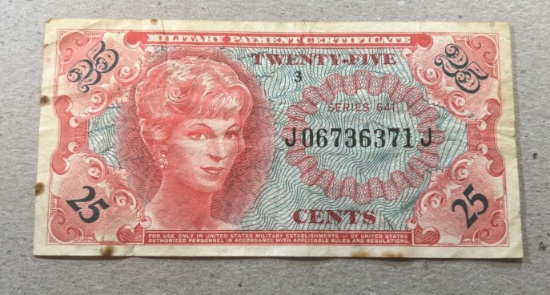 MILITARY PAYMENT CERTIFICATE
25
TWENTY-FIVE
25
3
SERIES 641
J06736371J
25
CENTS
25
FOR USE ONLY IN UNITED STATES MILITARY ESTABLISHMENTS - BY UNITED STATES
AUTHORIZED PERSONNEL IN ACCORDANCE WITH APPLICABLE RULES AND REGULATIONS.